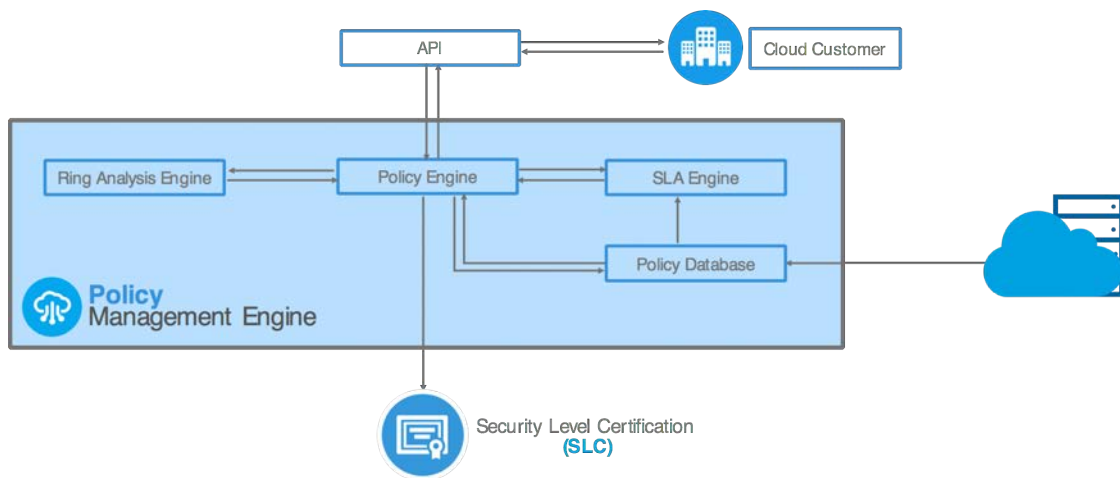 API
Cloud Customer
Ring Analysis Engine
Policy Engine
SLA Engine
Policy Database
Policy
Management Engine
Security Level Certification
(SLC)